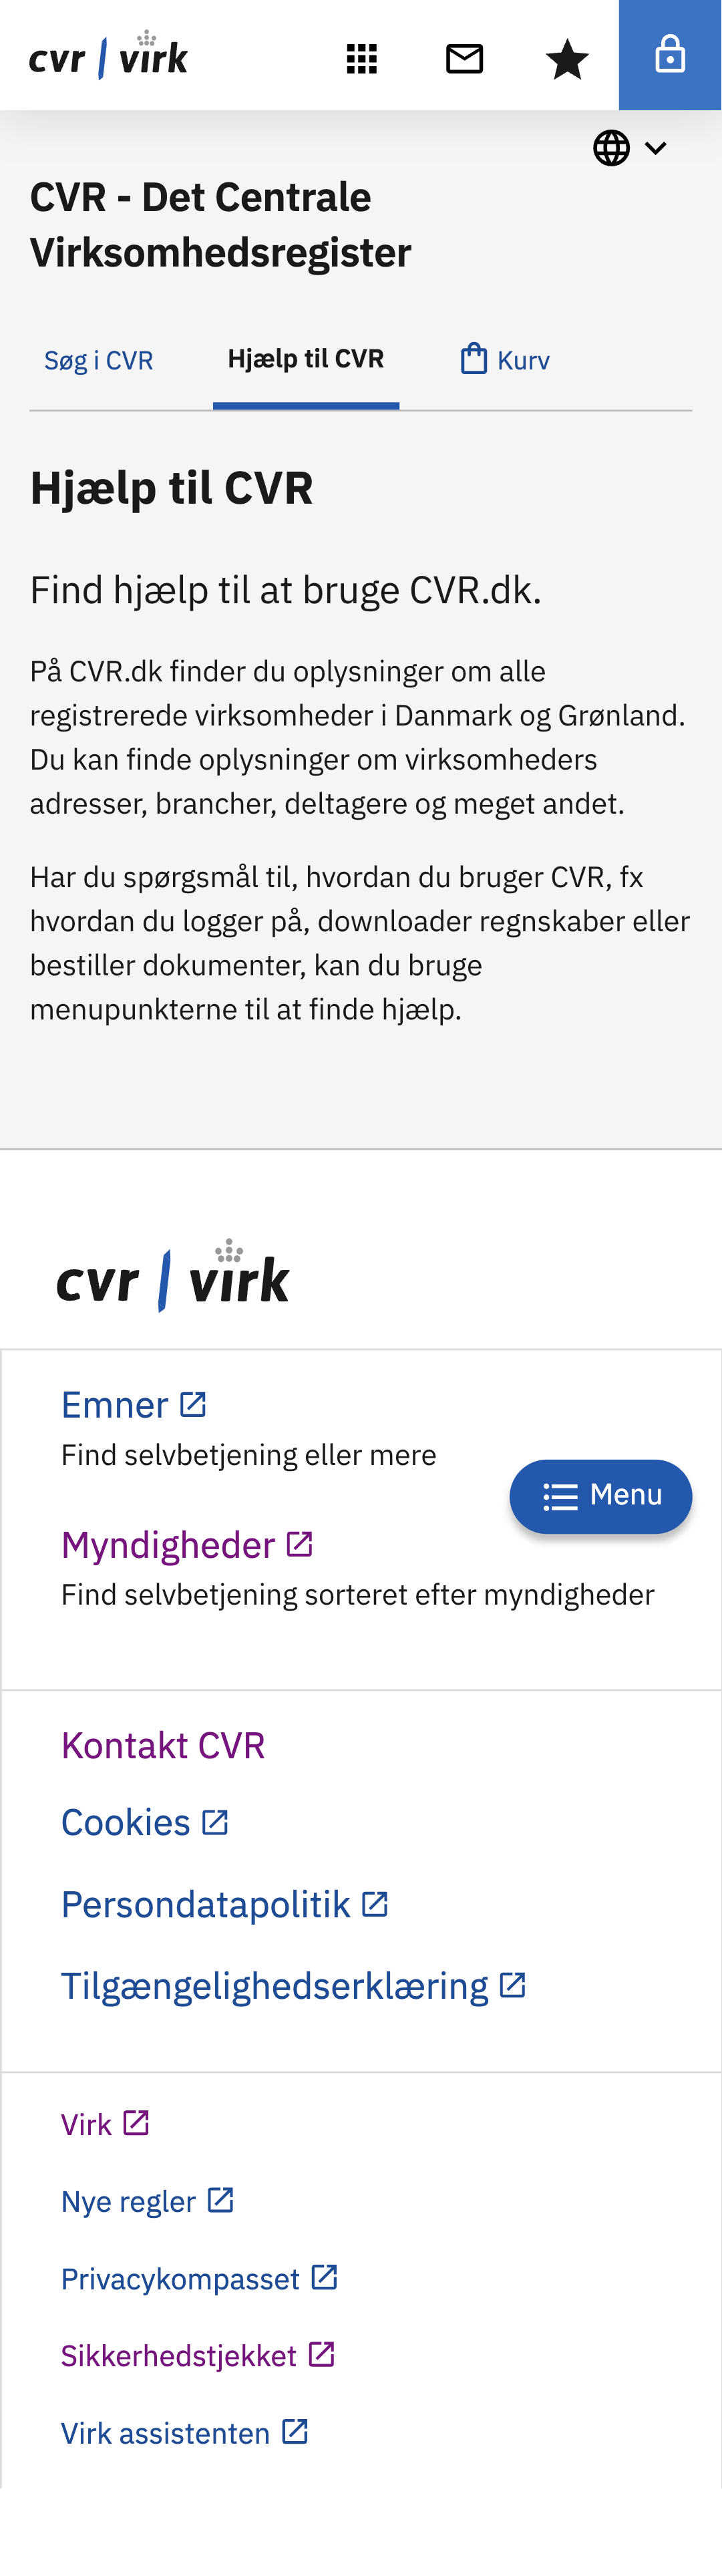 cvr | virk
CVR - Det Centrale
Virksomhedsregister
Søg i CVR
Hjælp til CVR
Kurv
Hjælp til CVR
Find hjælp til at bruge CVR.dk.
På CVR.dk finder du oplysninger om alle
registrerede virksomheder i Danmark og Grønland.
Du kan finde oplysninger om virksomheders
adresser, brancher, deltagere og meget andet.
Har du spørgsmål til, hvordan du bruger CVR, fx
hvordan du logger på, downloader regnskaber eller
bestiller dokumenter, kan du bruge
menupunkterne til at finde hjælp.
cvr | virk
Emner
Find selvbetjening eller mere
Menu
Myndigheder
Find selvbetjening sorteret efter myndigheder
Kontakt CVR
Cookies
Persondatapolitik
Tilgængelighedserklæring
Virk
Nye regler
Privacykompasset
Sikkerhedstjekket
Virk assistenten